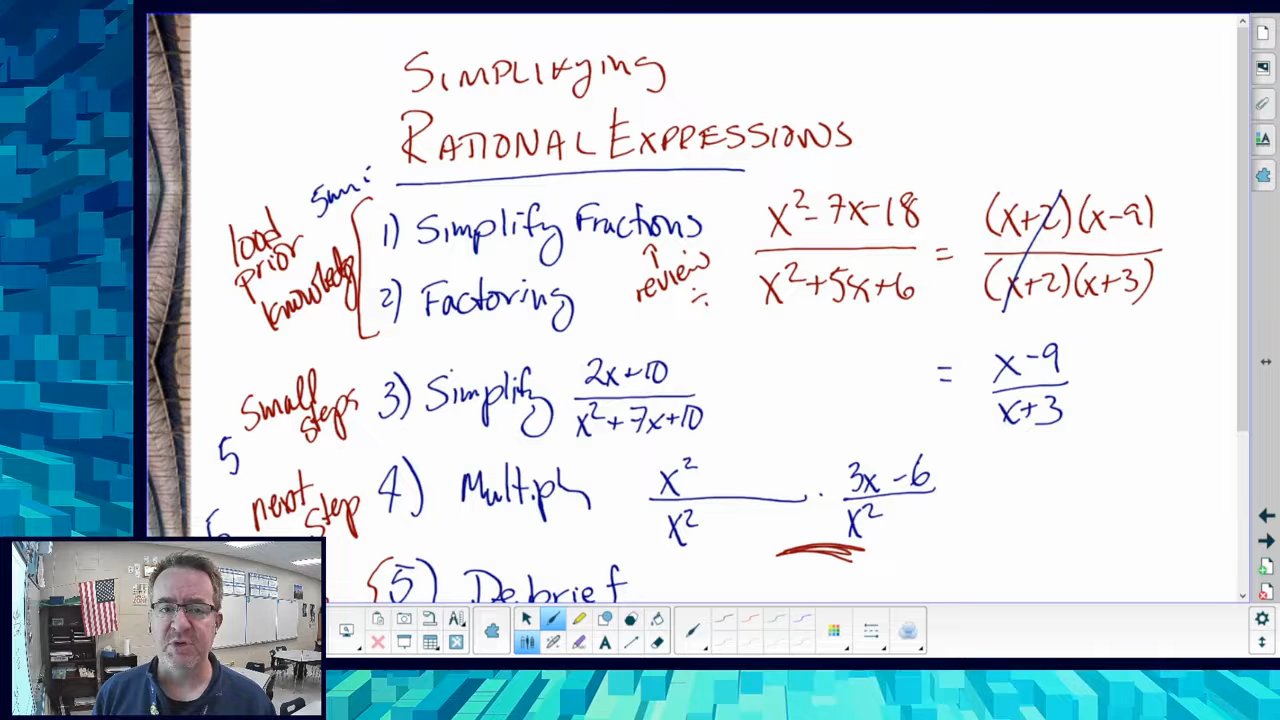 SIMPLIFYING
RATIONAL EXPRESSIONS
5 min
load
prior
knowledge
1) Simplify Fractions
↑
review
÷
2) Factoring
x²-7x-18 / x²+5x+6 = (x+2)(x-9) / (x+2)(x+3)
= x-9 / x+3
small
steps
3) Simplify 2x+10 / x²+7x+10
5
next
step
4) Multiply x² / x² · 3x-6 / x²
5) Debrief